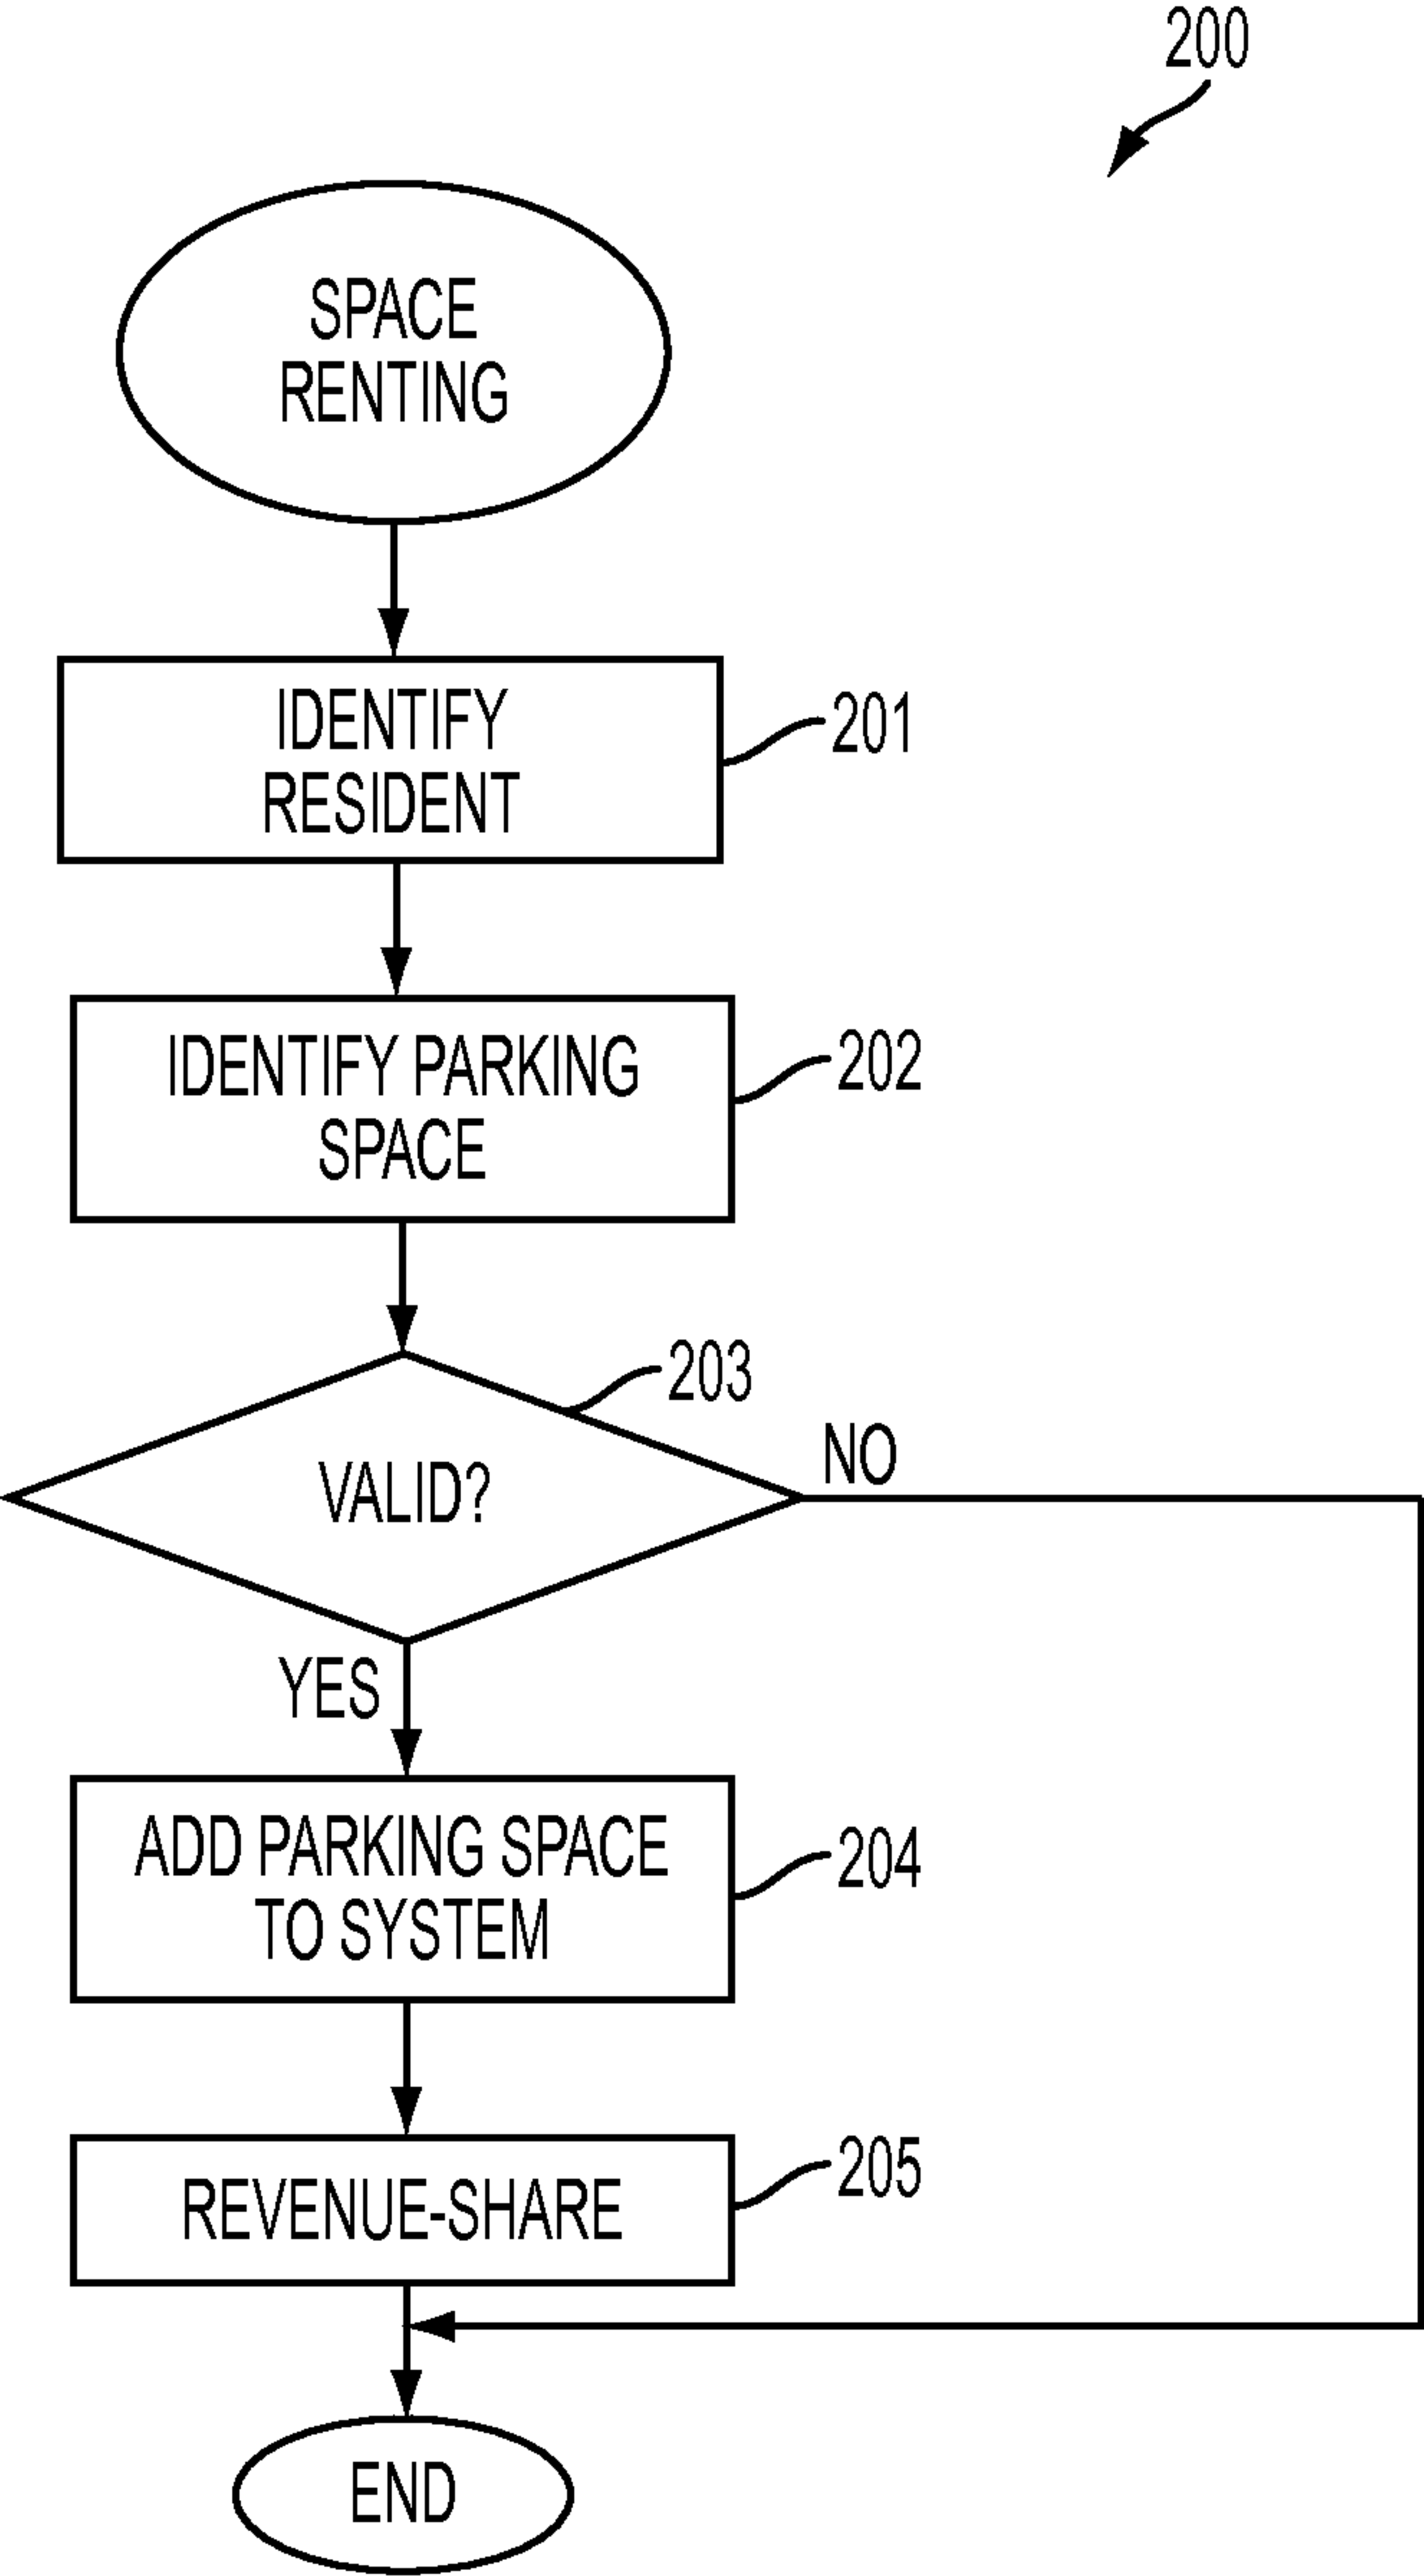 200
SPACE
RENTING
IDENTIFY
RESIDENT
201
IDENTIFY PARKING
SPACE
202
203
VALID?
NO
YES
ADD PARKING SPACE
TO SYSTEM
204
REVENUE-SHARE
205
END